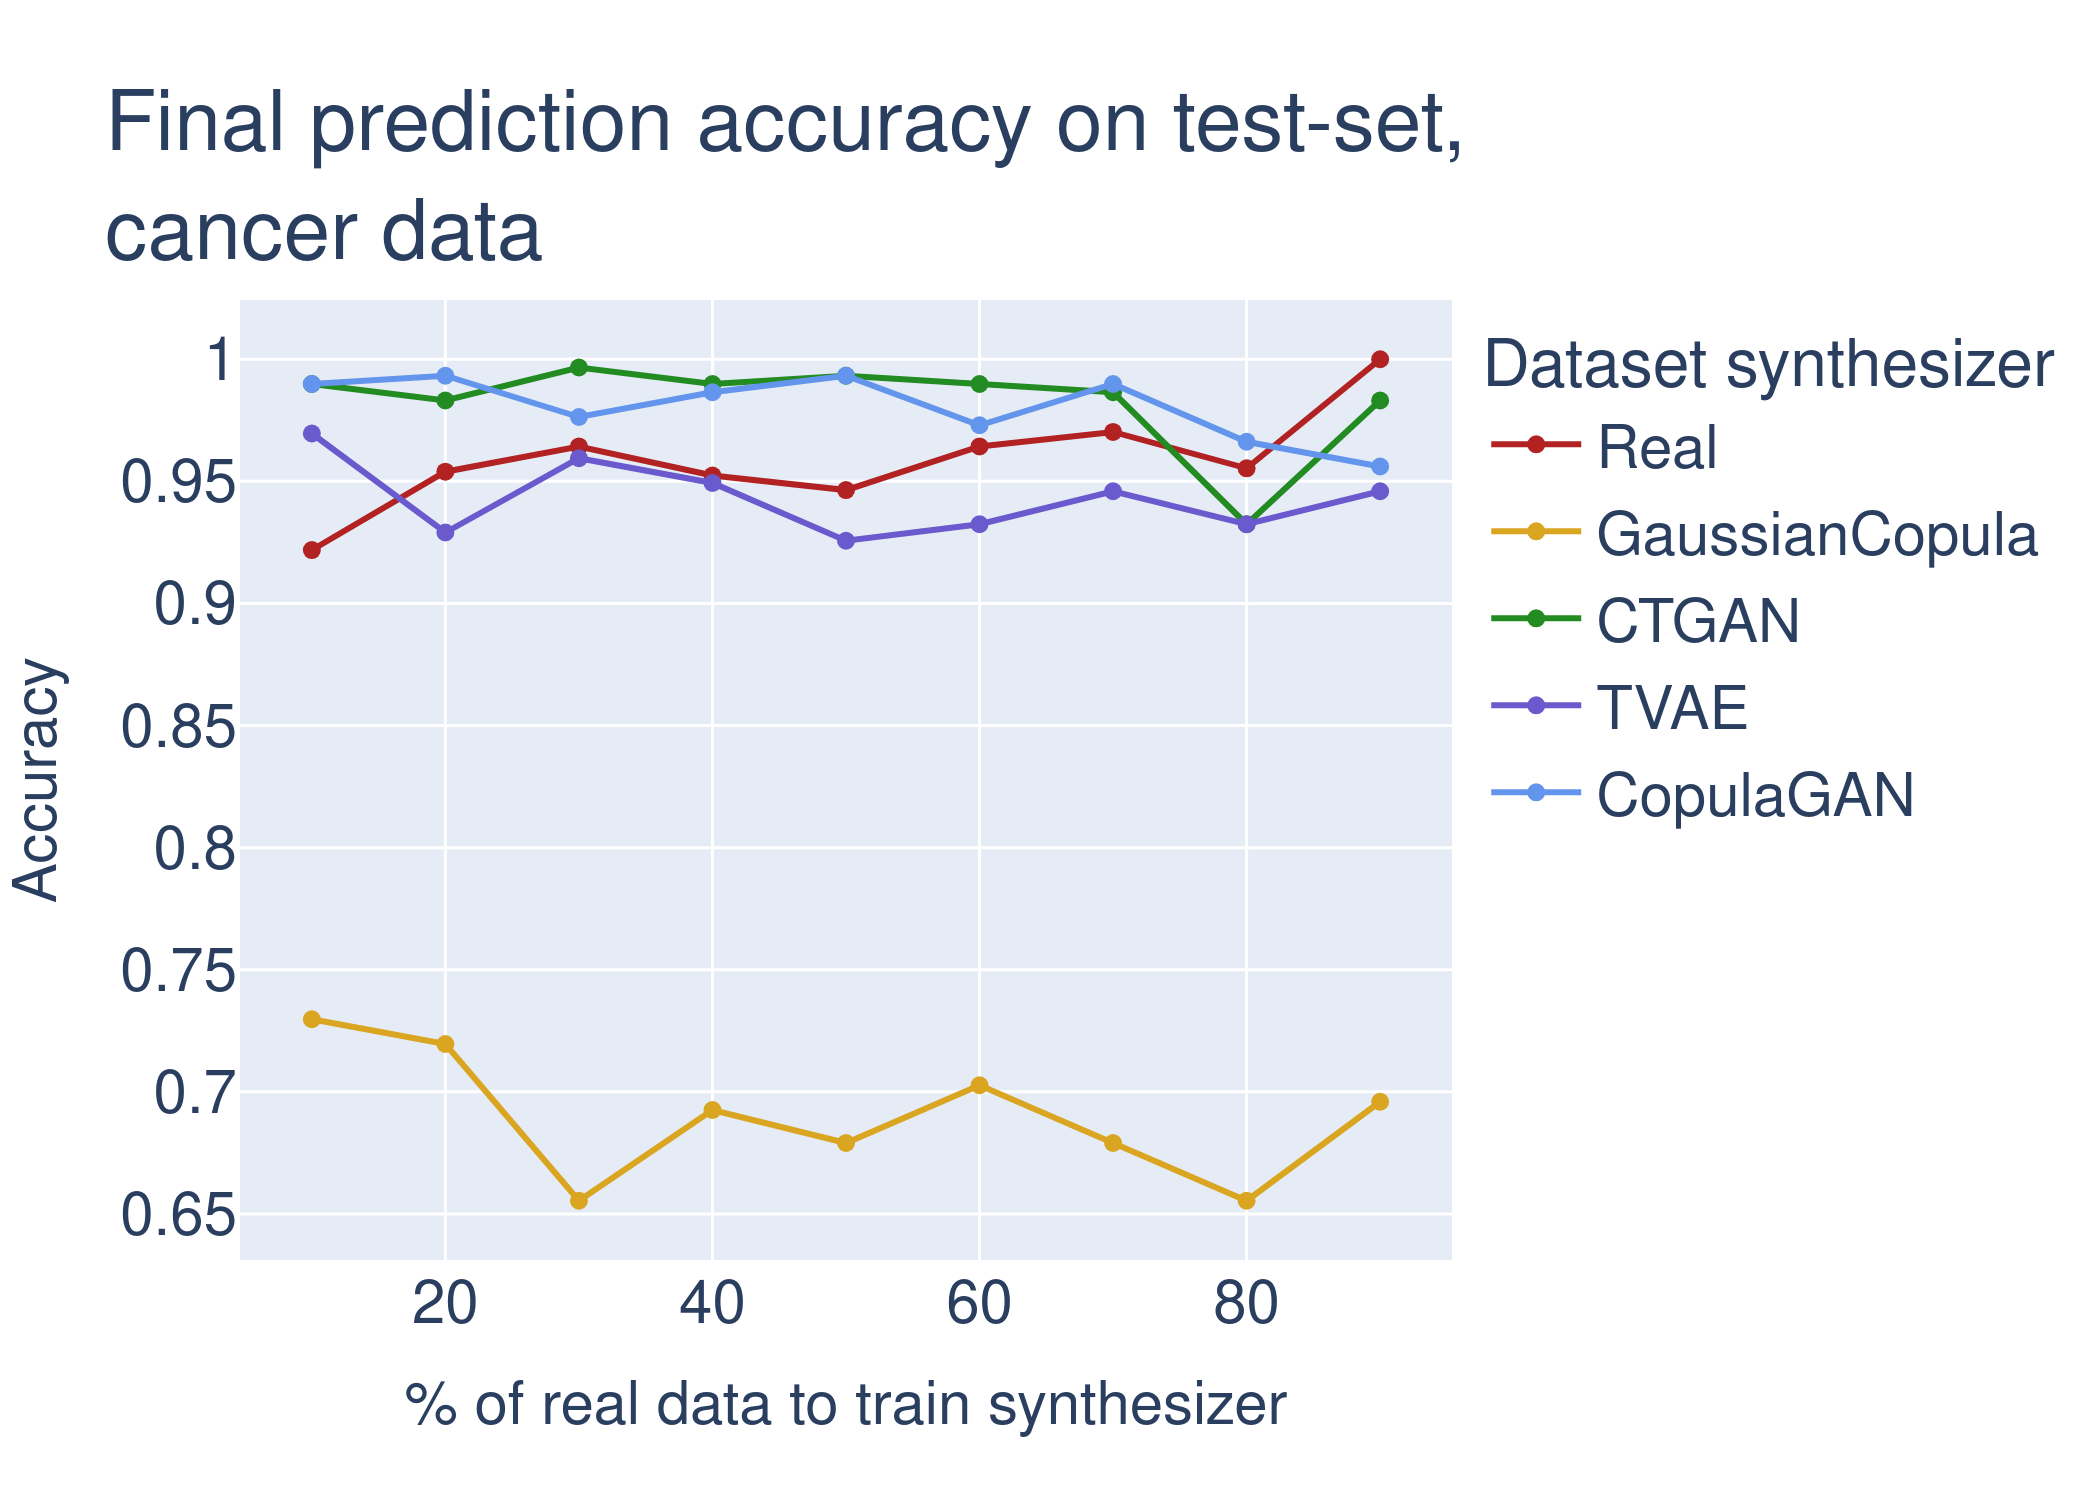 Final prediction accuracy on test-set,
cancer data
Accuracy
1
0.95
0.9
0.85
0.8
0.75
0.7
0.65
20
40
60
80
% of real data to train synthesizer
Dataset synthesizer
Real
GaussianCopula
CTGAN
TVAE
CopulaGAN